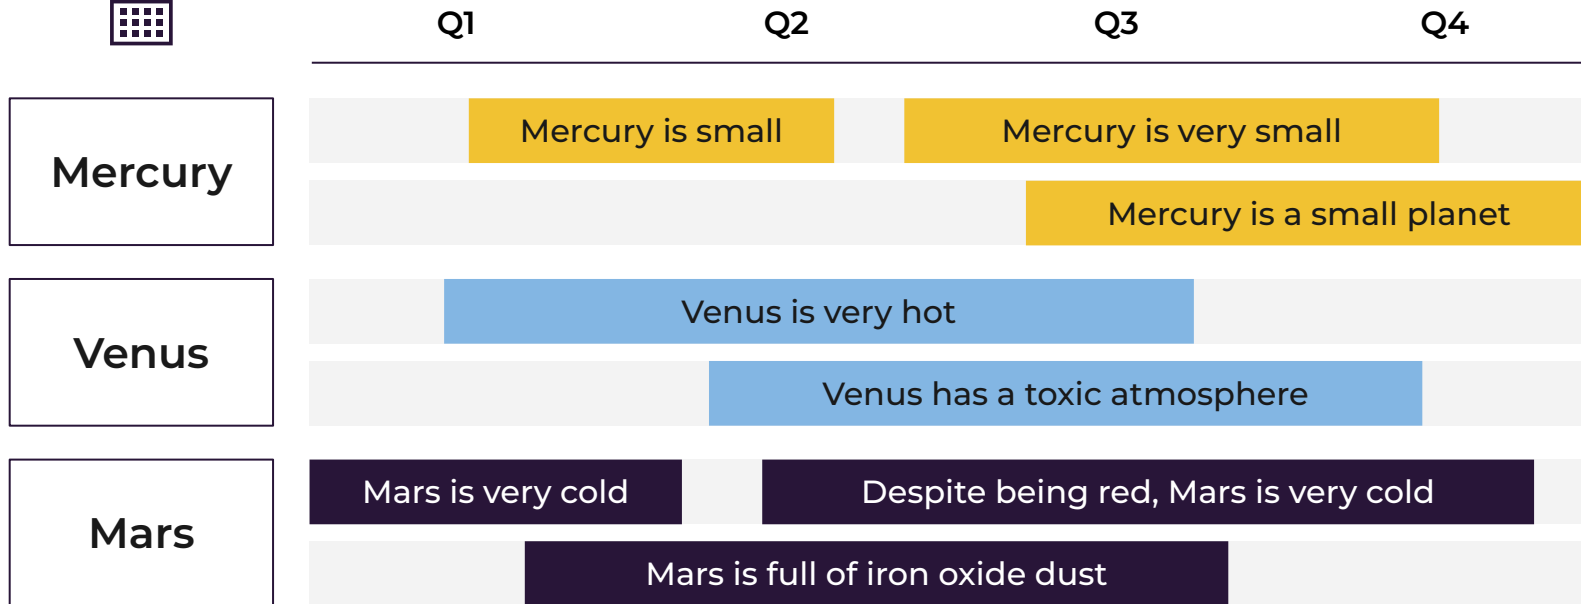 Q1 Q2 Q3 Q4
Mercury
Mercury is small
Mercury is very small
Mercury is a small planet
Venus
Venus is very hot
Venus has a toxic atmosphere
Mars
Mars is very cold
Despite being red, Mars is very cold
Mars is full of iron oxide dust